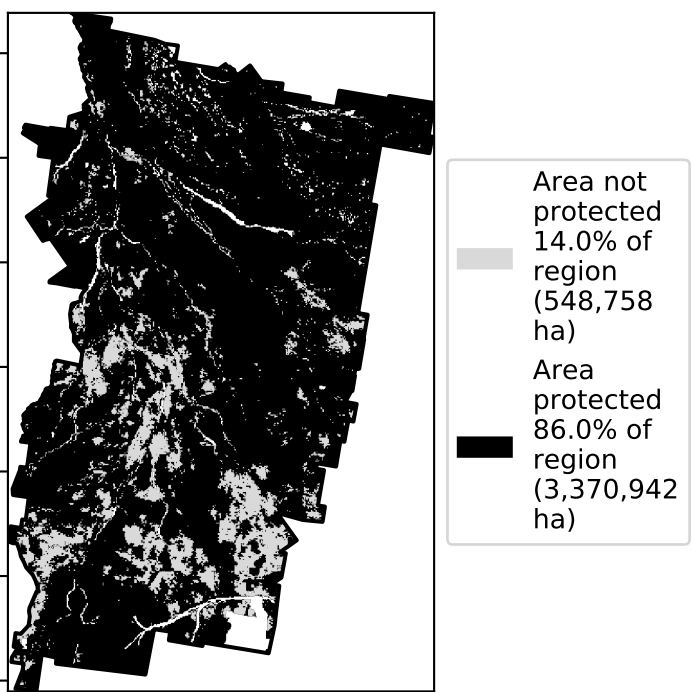 Area not
protected
14.0% of
region
(548,758
ha)
Area
protected
86.0% of
region
(3,370,942
ha)